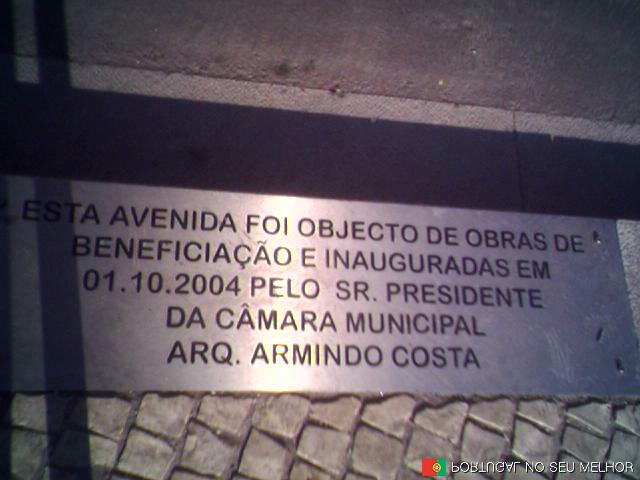 ESTA AVENIDA FOI OBJECTO DE OBRAS DE
BENEFICIAÇÃO E INAUGURADAS EM
01.10.2004 PELO SR. PRESIDENTE
DA CÂMARA MUNICIPAL
ARQ. ARMINDO COSTA
PORTUGAL NO SEU MELHOR